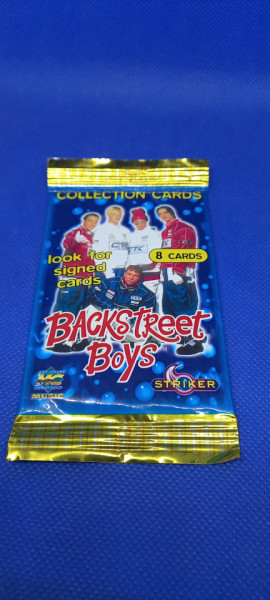 COLLECTION CARDS
look for
signed
cards
8 CARDS
BACKSTREET
BOYS
STRIKER
MUSIC